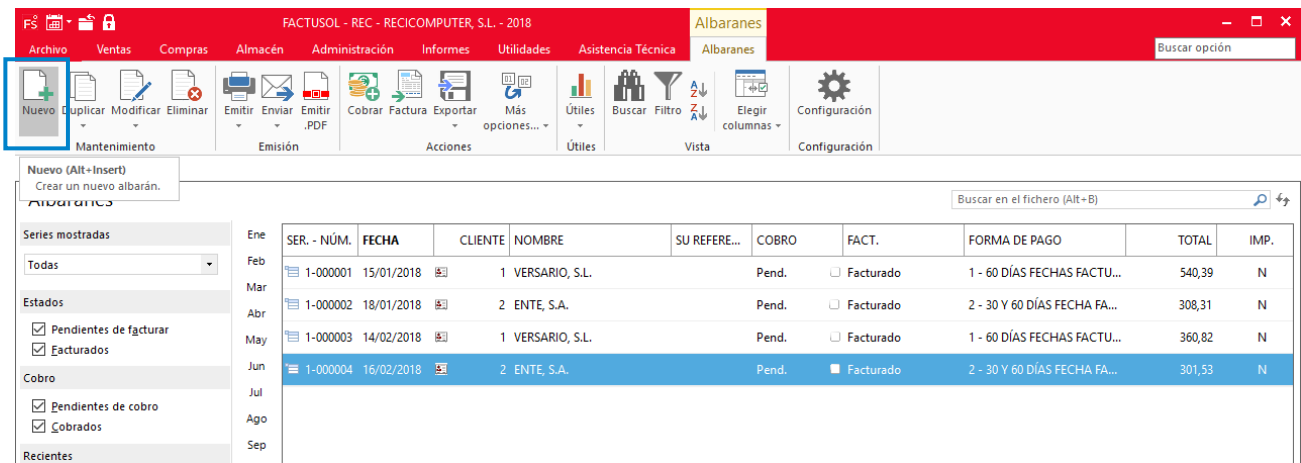 FS
FACTUSOL - REC - RECICOMPUTER, S.L. - 2018
Albaranes
Archivo Ventas Compras Almacén Administración Informes Utilidades Asistencia Técnica Albaranes Buscar opción
Nuevo Duplicar Modificar Eliminar Emitir Enviar Emitir .PDF Cobrar Factura Exportar Más opciones... Útiles Buscar Filtro Elegir columnas Configuración
Mantenimiento Emisión Acciones Útiles Vista Configuración
Nuevo (Alt+Insert)
Crear un nuevo albarán.
Albaranes
Buscar en el fichero (Alt+B)
Series mostradas
Todas
Estados
Pendientes de facturar
Facturados
Cobro
Pendientes de cobro
Cobrados
Recientes
Ene
Feb
Mar
Abr
May
Jun
Jul
Ago
Sep
SER. - NÚM. FECHA CLIENTE NOMBRE SU REFERE... COBRO FACT. FORMA DE PAGO TOTAL IMP.
1-000001 15/01/2018 1 VERSARIO, S.L. Pend. Facturado 1 - 60 DÍAS FECHAS FACTU... 540,39 N
1-000002 18/01/2018 2 ENTE, S.A. Pend. Facturado 2 - 30 Y 60 DÍAS FECHA FA... 308,31 N
1-000003 14/02/2018 1 VERSARIO, S.L. Pend. Facturado 1 - 60 DÍAS FECHAS FACTU... 360,82 N
1-000004 16/02/2018 2 ENTE, S.A. Pend. Facturado 2 - 30 Y 60 DÍAS FECHA FA... 301,53 N